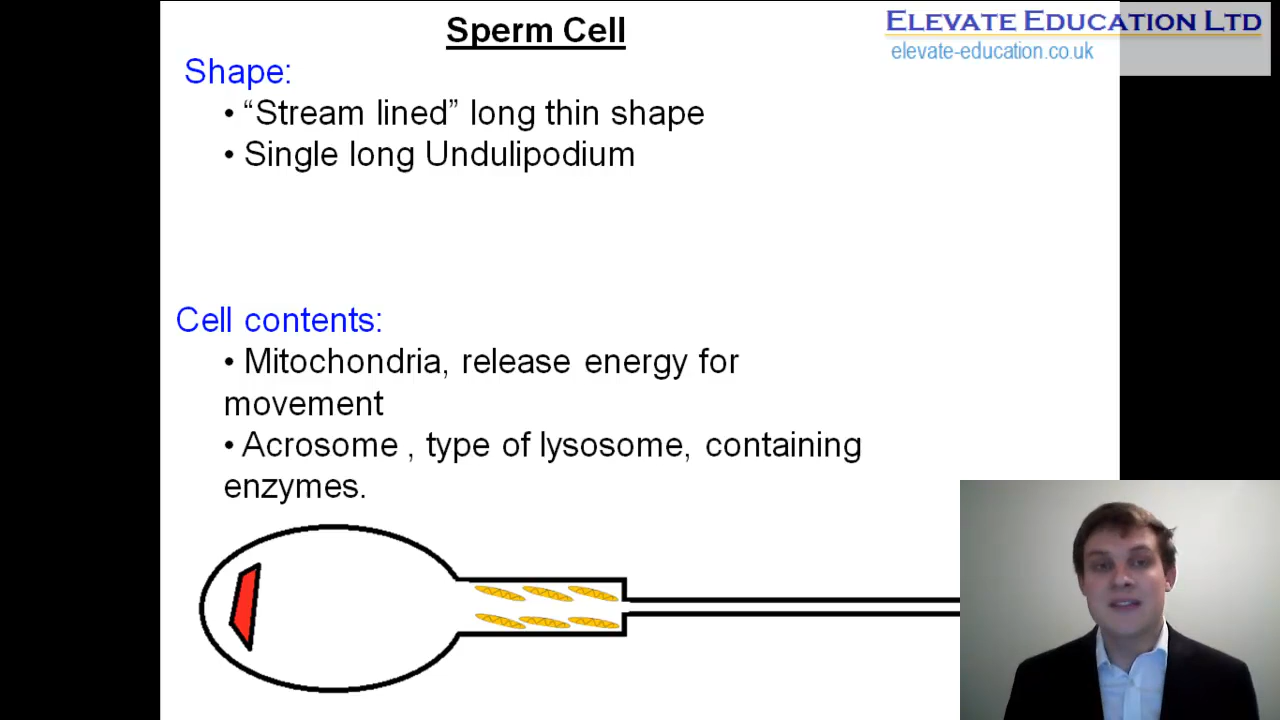 Sperm Cell
ELEVATE EDUCATION LTD
elevate-education.co.uk
Shape:
• “Stream lined” long thin shape
• Single long Undulipodium
Cell contents:
• Mitochondria, release energy for
movement
• Acrosome , type of lysosome, containing
enzymes.